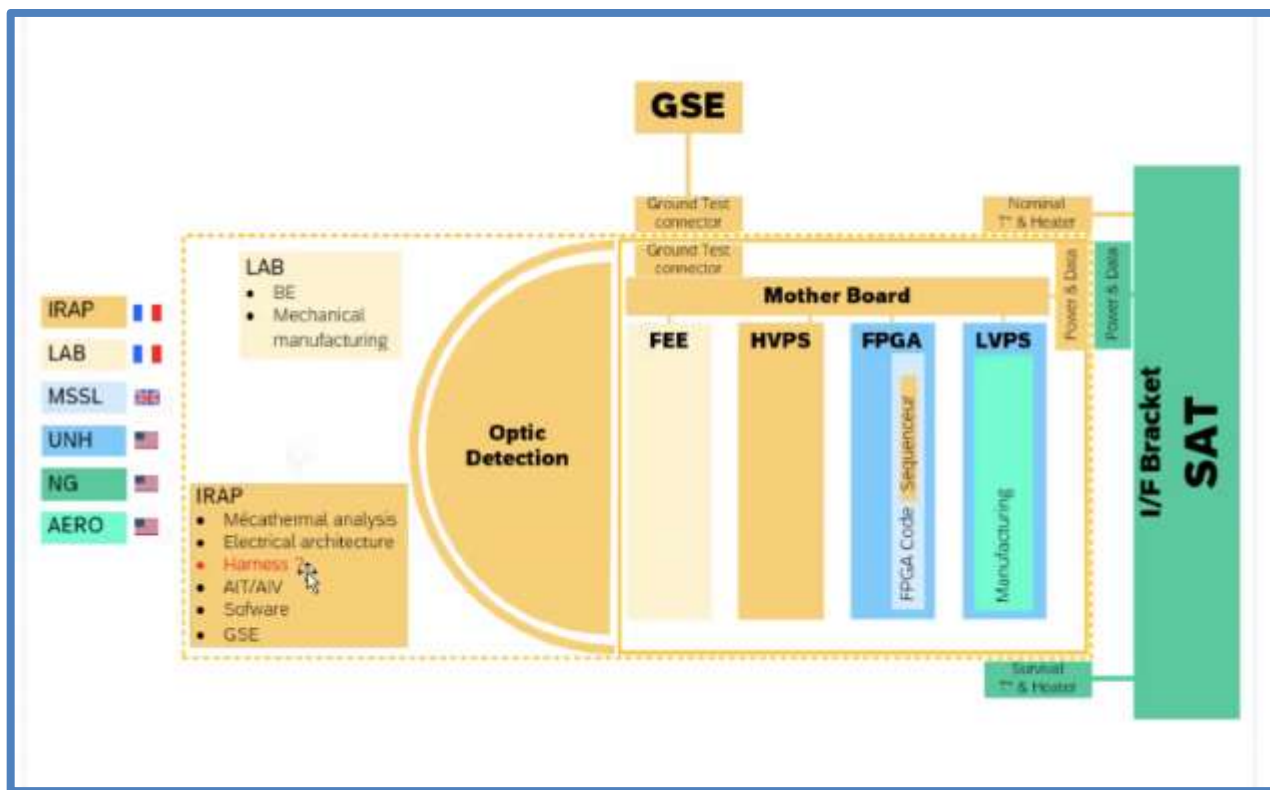 GSE
Ground Test
connector
Nominal
T° & Heater
Ground Test
connector
Power & Data
Power & Data
Mother Board
LAB
• BE
• Mechanical
manufacturing
IRAP
LAB
MSSL
UNH
NG
AERO
Optic
Detection
FEE
HVPS
FPGA
LVPS
FPGA Code
Séquenceur
Manufacturing
I/F Bracket
SAT
IRAP
• Mécathermal analysis
• Electrical architecture
• Harness ?
• AIT/AIV
• Sofware
• GSE
Survival
T° & Heater